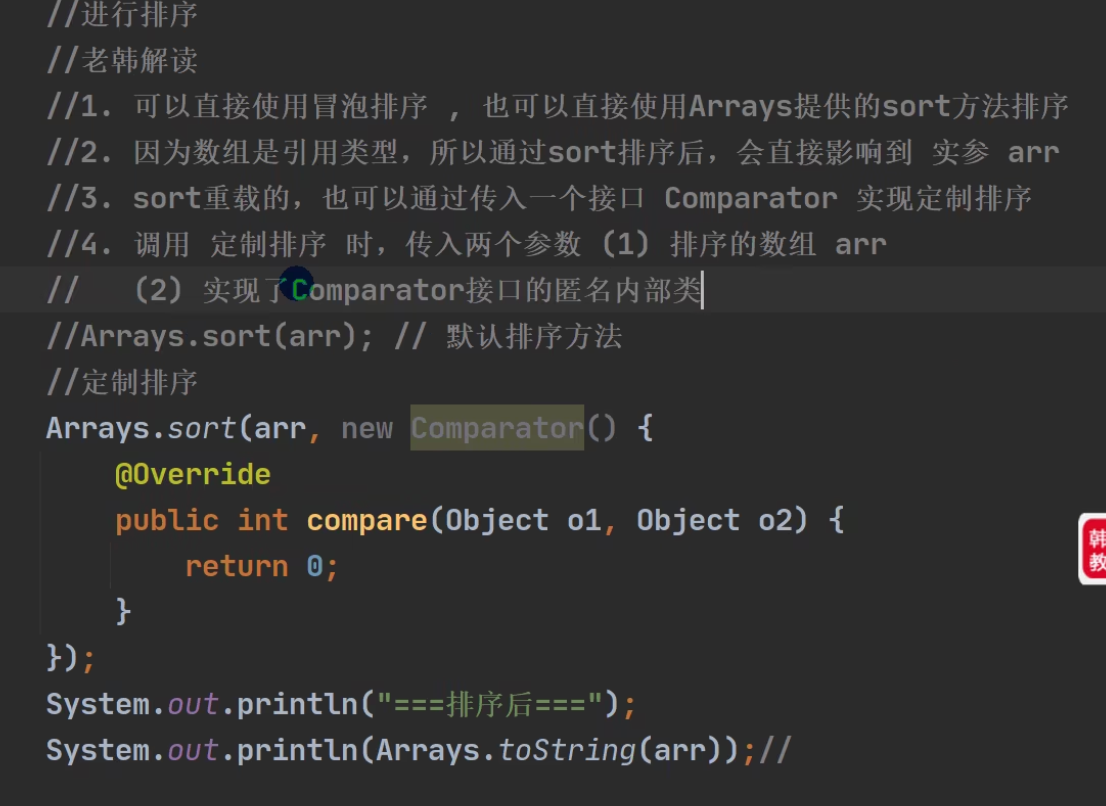 //进行排序
//老韩解读
//1. 可以直接使用冒泡排序 , 也可以直接使用Arrays提供的sort方法排序
//2. 因为数组是引用类型，所以通过sort排序后，会直接影响到 实参 arr
//3. sort重载的，也可以通过传入一个接口 Comparator 实现定制排序
//4. 调用 定制排序 时，传入两个参数 (1) 排序的数组 arr
//   (2) 实现了Comparator接口的匿名内部类
//Arrays.sort(arr); // 默认排序方法
//定制排序
Arrays.sort(arr, new Comparator() {
    @Override
    public int compare(Object o1, Object o2) {
        return 0;
    }
});
System.out.println("===排序后===");
System.out.println(Arrays.toString(arr));//
韩
教